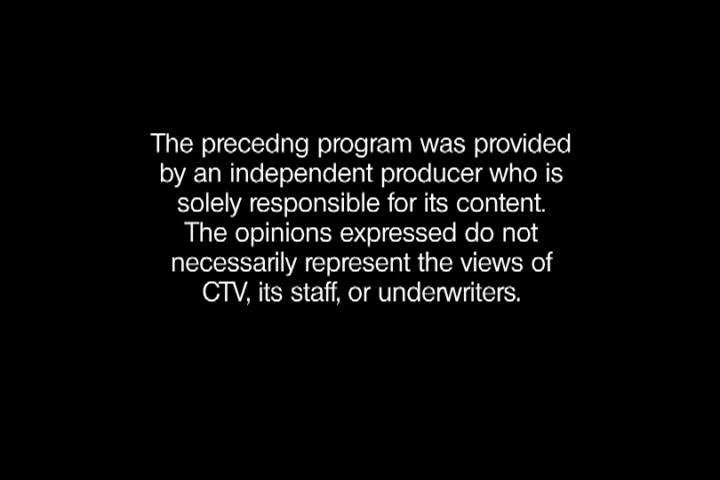 The precedng program was provided
by an independent producer who is
solely responsible for its content.
The opinions expressed do not
necessarily represent the views of
CTV, its staff, or underwriters.